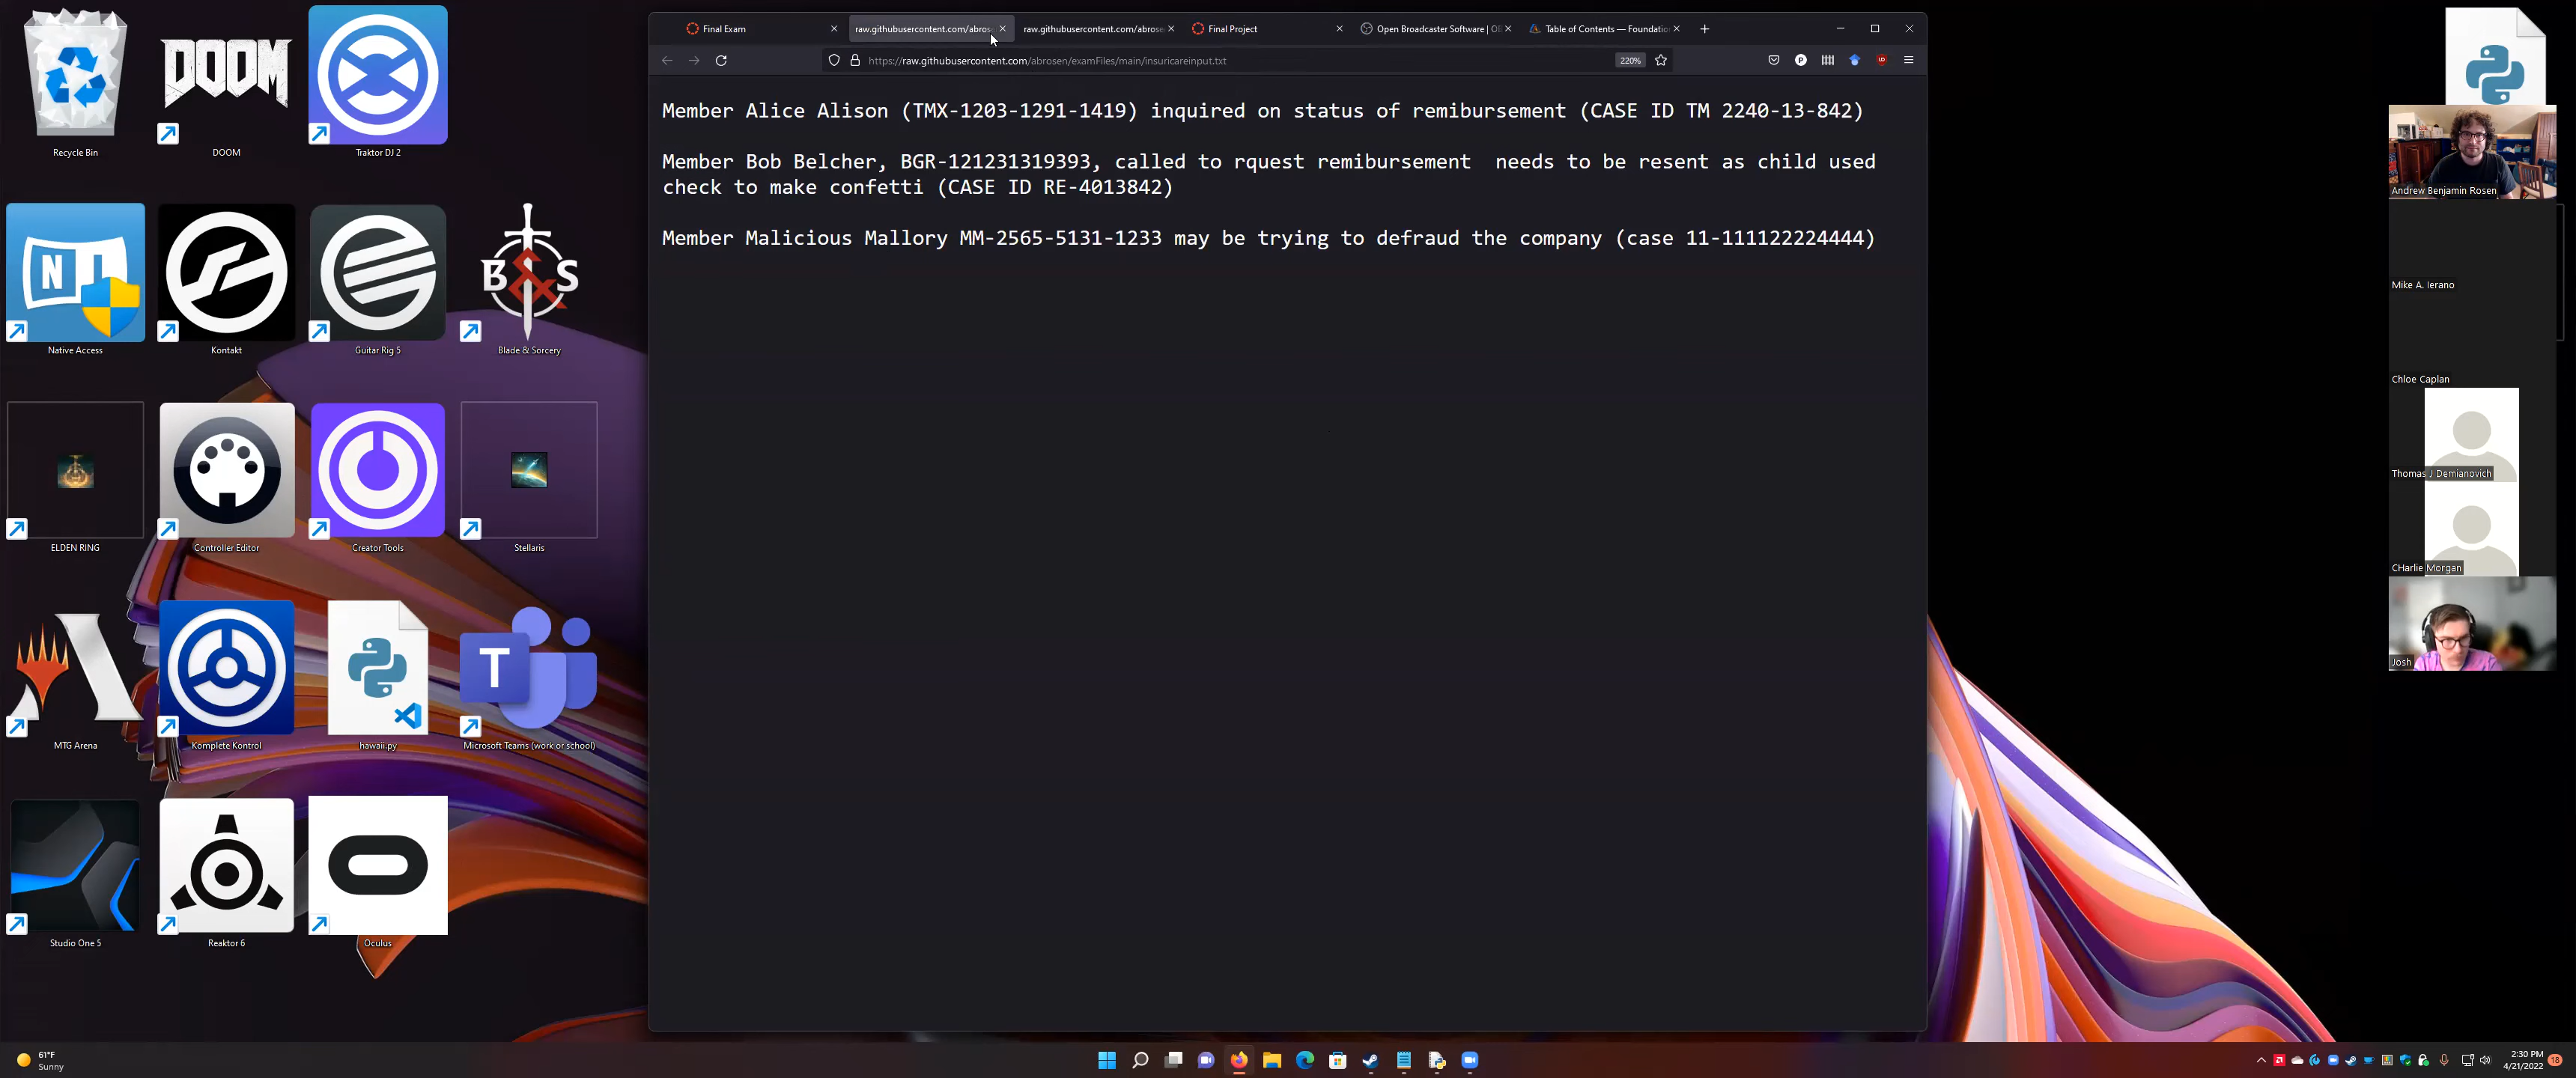 Recycle Bin
DOOM
DOOM
Traktor DJ 2
Native Access
Kontakt
Guitar Rig 5
B&S
Blade & Sorcery
ELDEN RING
Controller Editor
Creator Tools
Stellaris
MTG Arena
Komplete Kontrol
hawaii.py
T
Microsoft Teams (work or school)
Studio One 5
Reaktor 6
Oculus
Final Exam
raw.githubusercontent.com/abrose
raw.githubusercontent.com/abrose
Final Project
Open Broadcaster Software | OB
Table of Contents — Foundatio
https://raw.githubusercontent.com/abrosen/examFiles/main/insuricareinput.txt
220%
Member Alice Alison (TMX-1203-1291-1419) inquired on status of remibursement (CASE ID TM 2240-13-842)
Member Bob Belcher, BGR-121231319393, called to rquest remibursement  needs to be resent as child used
check to make confetti (CASE ID RE-4013842)
Member Malicious Mallory MM-2565-5131-1233 may be trying to defraud the company (case 11-111122224444)
Andrew Benjamin Rosen
Mike A. Ierano
Chloe Caplan
Thomas J Demianovich
CHarlie Morgan
Josh
61°F
Sunny
2:30 PM
4/21/2022
18